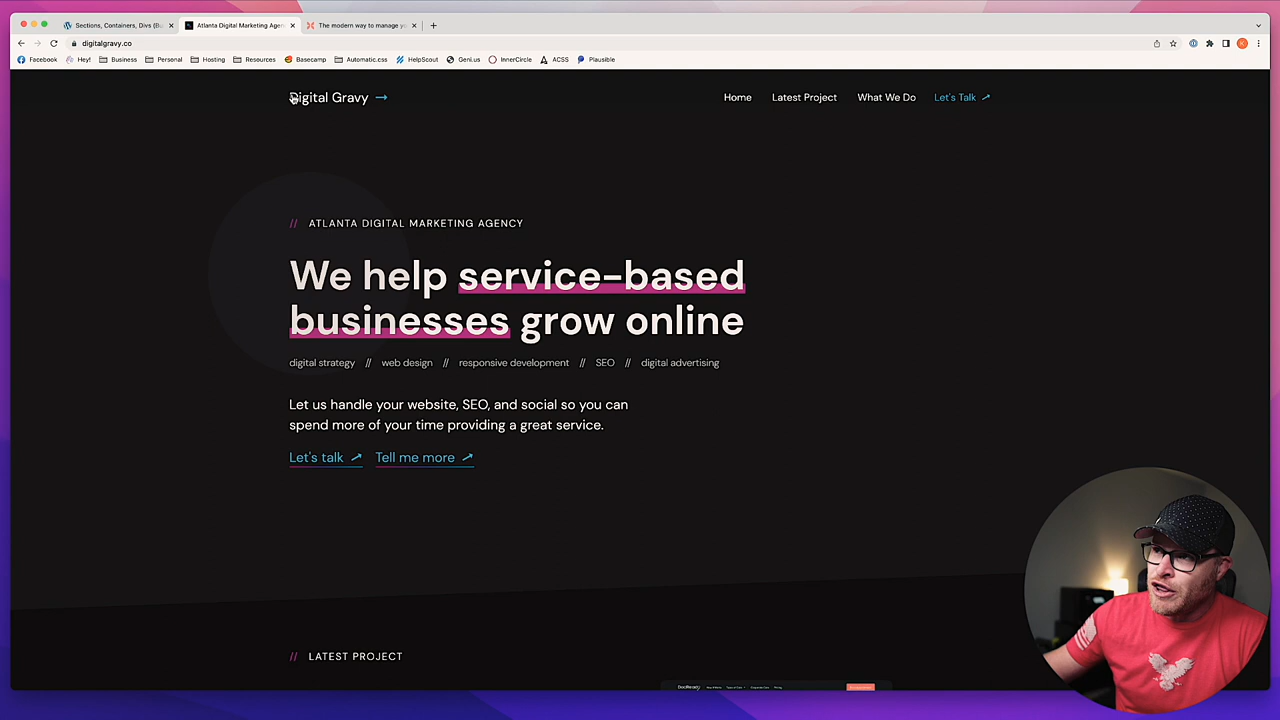 Sections, Containers, Divs (Bu
Atlanta Digital Marketing Agen
The modern way to manage yo
digitalgravy.co
Facebook
Hey!
Business
Personal
Hosting
Resources
Basecamp
Automatic.css
HelpScout
Geni.us
InnerCircle
ACSS
Plausible
Digital Gravy →
Home
Latest Project
What We Do
Let's Talk
// ATLANTA DIGITAL MARKETING AGENCY
We help service-based
businesses grow online
digital strategy // web design // responsive development // SEO // digital advertising
Let us handle your website, SEO, and social so you can
spend more of your time providing a great service.
Let's talk
Tell me more
// LATEST PROJECT